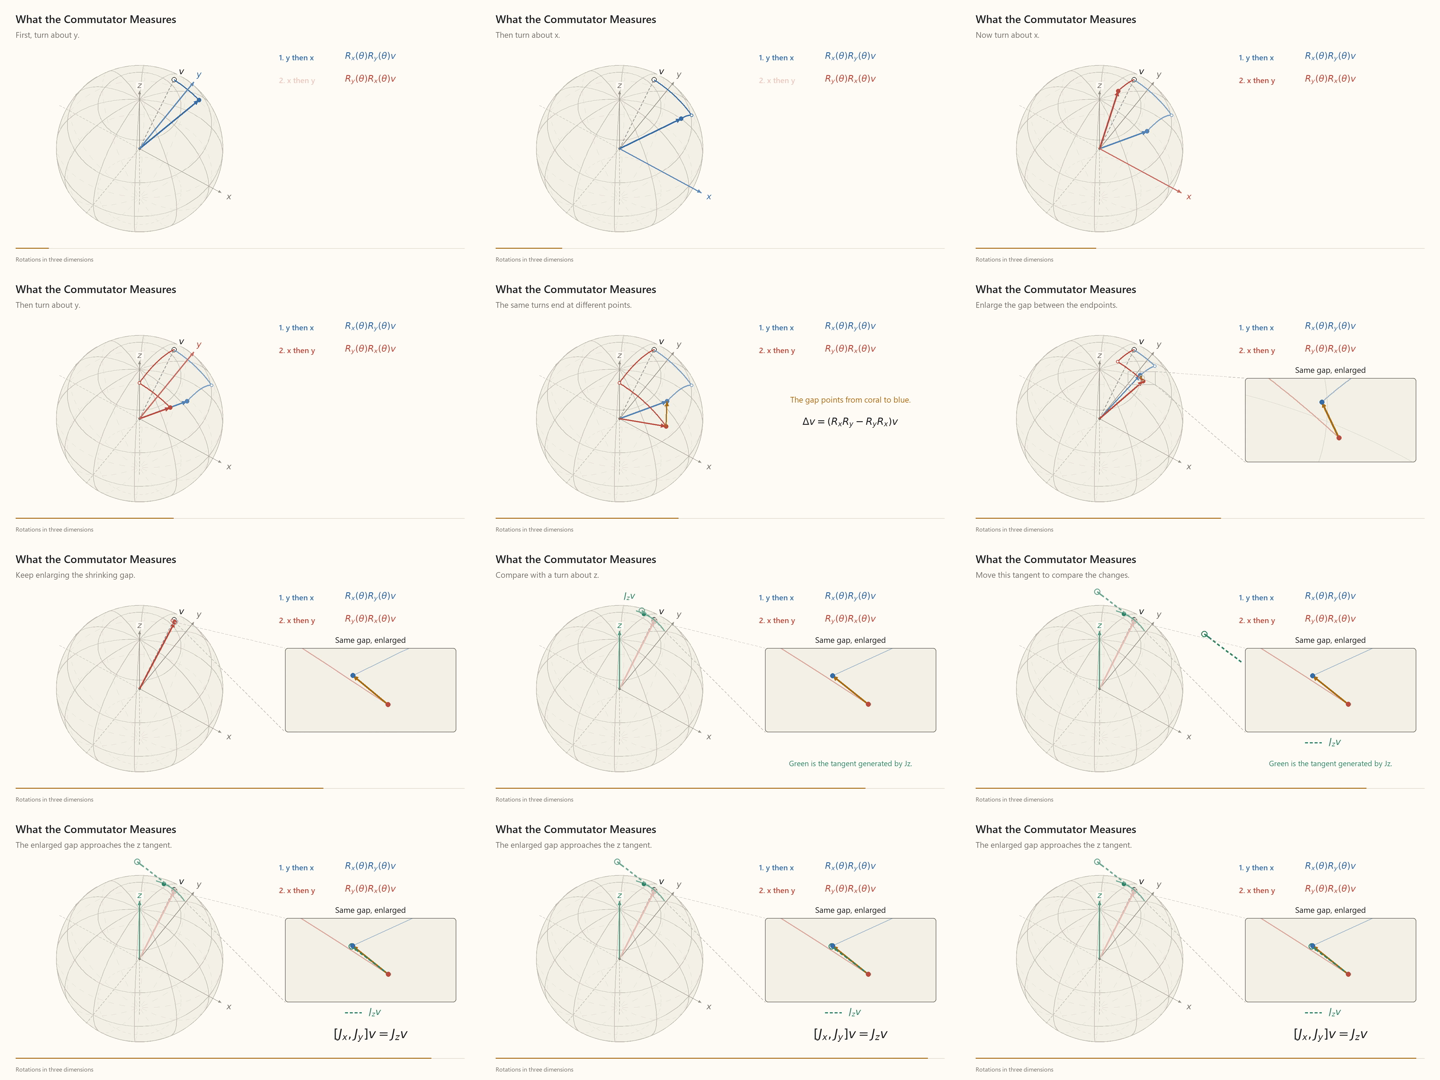 What the Commutator Measures
First, turn about y.
1. y then x Rx(θ)Ry(θ)v
2. x then y Ry(θ)Rx(θ)v
v
y
z
x
Rotations in three dimensions
What the Commutator Measures
Then turn about x.
1. y then x Rx(θ)Ry(θ)v
2. x then y Ry(θ)Rx(θ)v
v
y
z
x
Rotations in three dimensions
What the Commutator Measures
Now turn about x.
1. y then x Rx(θ)Ry(θ)v
2. x then y Ry(θ)Rx(θ)v
v
y
z
x
Rotations in three dimensions
What the Commutator Measures
Then turn about y.
1. y then x Rx(θ)Ry(θ)v
2. x then y Ry(θ)Rx(θ)v
v
y
z
x
Rotations in three dimensions
What the Commutator Measures
The same turns end at different points.
1. y then x Rx(θ)Ry(θ)v
2. x then y Ry(θ)Rx(θ)v
v
y
z
The gap points from coral to blue.
Δv = (RxRy − RyRx)v
x
Rotations in three dimensions
What the Commutator Measures
Enlarge the gap between the endpoints.
1. y then x Rx(θ)Ry(θ)v
2. x then y Ry(θ)Rx(θ)v
v
y
z
Same gap, enlarged
x
Rotations in three dimensions
What the Commutator Measures
Keep enlarging the shrinking gap.
1. y then x Rx(θ)Ry(θ)v
2. x then y Ry(θ)Rx(θ)v
v
y
z
Same gap, enlarged
x
Rotations in three dimensions
What the Commutator Measures
Compare with a turn about z.
Jzv
1. y then x Rx(θ)Ry(θ)v
2. x then y Ry(θ)Rx(θ)v
v
y
z
Same gap, enlarged
x
Green is the tangent generated by Jz.
Rotations in three dimensions
What the Commutator Measures
Move this tangent to compare the changes.
1. y then x Rx(θ)Ry(θ)v
2. x then y Ry(θ)Rx(θ)v
v
y
z
Same gap, enlarged
x
Jzv
Green is the tangent generated by Jz.
Rotations in three dimensions
What the Commutator Measures
The enlarged gap approaches the z tangent.
1. y then x Rx(θ)Ry(θ)v
2. x then y Ry(θ)Rx(θ)v
v
y
z
Same gap, enlarged
x
Jzv
[Jx, Jy]v = Jzv
Rotations in three dimensions
What the Commutator Measures
The enlarged gap approaches the z tangent.
1. y then x Rx(θ)Ry(θ)v
2. x then y Ry(θ)Rx(θ)v
v
y
z
Same gap, enlarged
x
Jzv
[Jx, Jy]v = Jzv
Rotations in three dimensions
What the Commutator Measures
The enlarged gap approaches the z tangent.
1. y then x Rx(θ)Ry(θ)v
2. x then y Ry(θ)Rx(θ)v
v
y
z
Same gap, enlarged
x
Jzv
[Jx, Jy]v = Jzv
Rotations in three dimensions